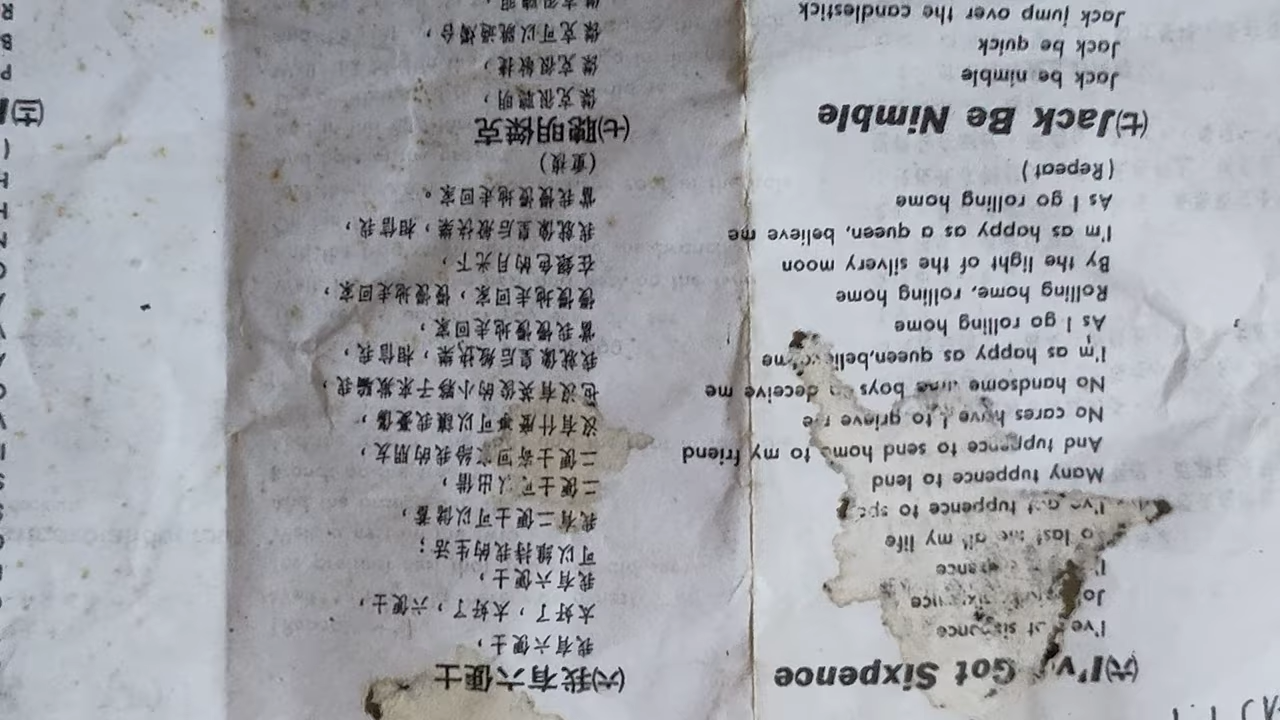 (六)I've Got Sixpence
I've got sixpence
I've
last all my life
I've got tuppence to
Many tuppence to lend
And tuppence to send home to my friend
No cares have I to grieve me
No handsome boys to deceive me
I'm as happy as queen,believe me
As I go rolling home
Rolling home, rolling home
By the light of the silvery moon
I'm as happy as a queen, believe me
As I go rolling home
( Repeat )
(七)Jack Be Nimble
Jack be nimble
Jack be quick
Jack jump over the candlestick
(六)我有六便士
我有六便士,
太好了,太好了,六便士,
我有六便士,
可以維持我的生活;
我有二便士可以儲蓄,
二便士可以出借,
二便士寄回家給我的朋友,
沒有什麼事可以讓我憂傷,
也沒有英俊的小夥子來欺騙我,
我就像皇后般快樂,相信我,
當我慢慢地走回家,
慢慢地走回家,慢慢地走回家,
在銀色的月光下,
我就像皇后般快樂,相信我,
當我慢慢地走回家。
(重複)
(七)聰明傑克
傑克很聰明,
傑克很敏捷,
傑克可以跳過燭台,